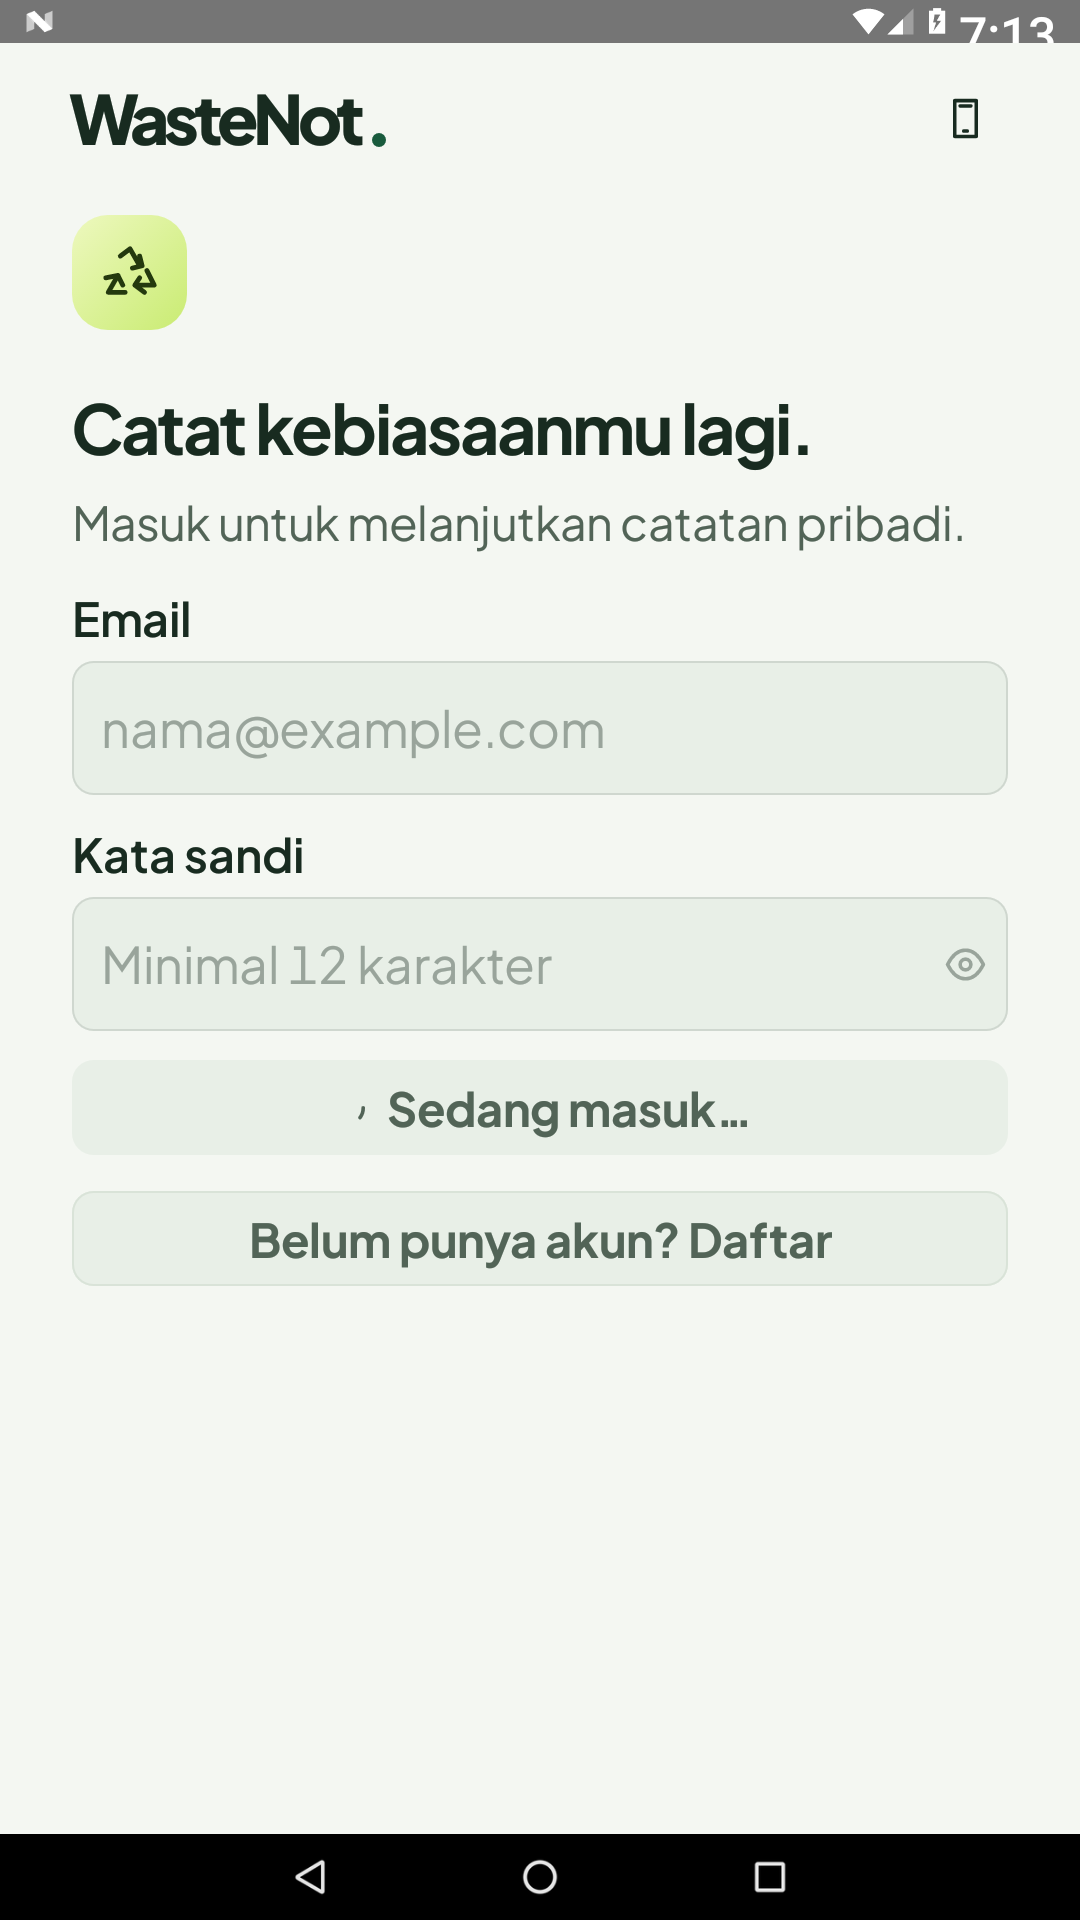 7:13
WasteNot.
Catat kebiasaanmu lagi.
Masuk untuk melanjutkan catatan pribadi.
Email
nama@example.com
Kata sandi
Minimal 12 karakter
Sedang masuk…
Belum punya akun? Daftar